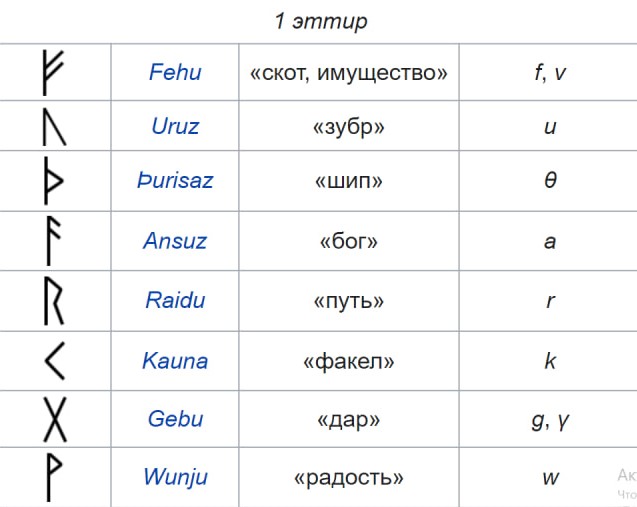 1 эттир
ᚠ Fehu «скот, имущество» f, v
ᚢ Uruz «зубр» u
ᚦ Þurisaz «шип» θ
ᚨ Ansuz «бог» a
ᚱ Raidu «путь» r
ᚲ Kauna «факел» k
ᚷ Gebu «дар» g, γ
ᚹ Wunju «радость» w
Ак
Что